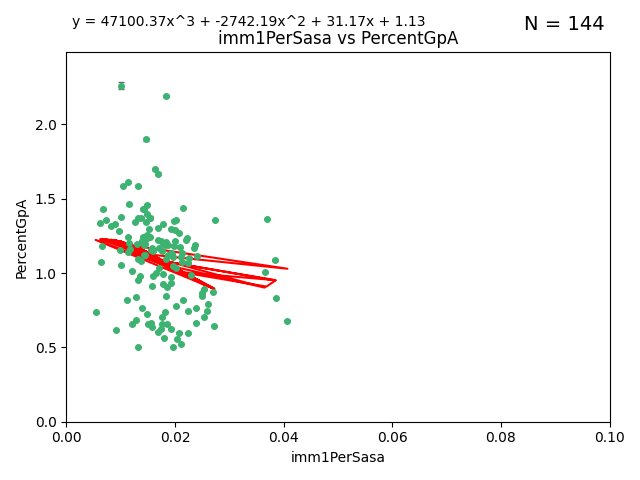 y = 47100.37x^3 + -2742.19x^2 + 31.17x + 1.13
N = 144
imm1PerSasa vs PercentGpA
PercentGpA
2.0
1.5
1.0
0.5
0.0
0.00 0.02 0.04 0.06 0.08 0.10
imm1PerSasa